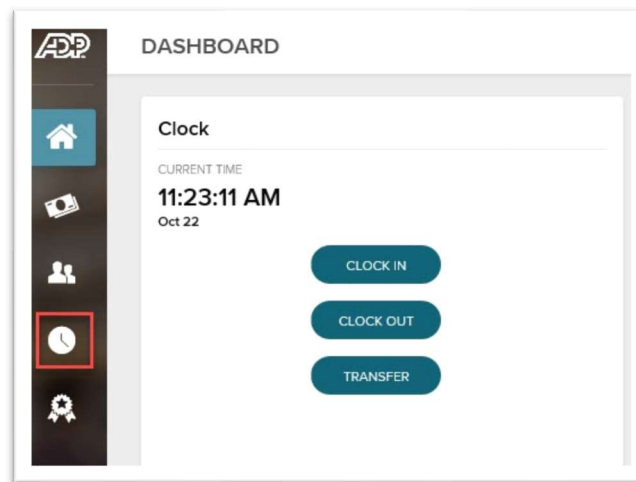 ADP
DASHBOARD
Clock
CURRENT TIME
11:23:11 AM
Oct 22
CLOCK IN
CLOCK OUT
TRANSFER